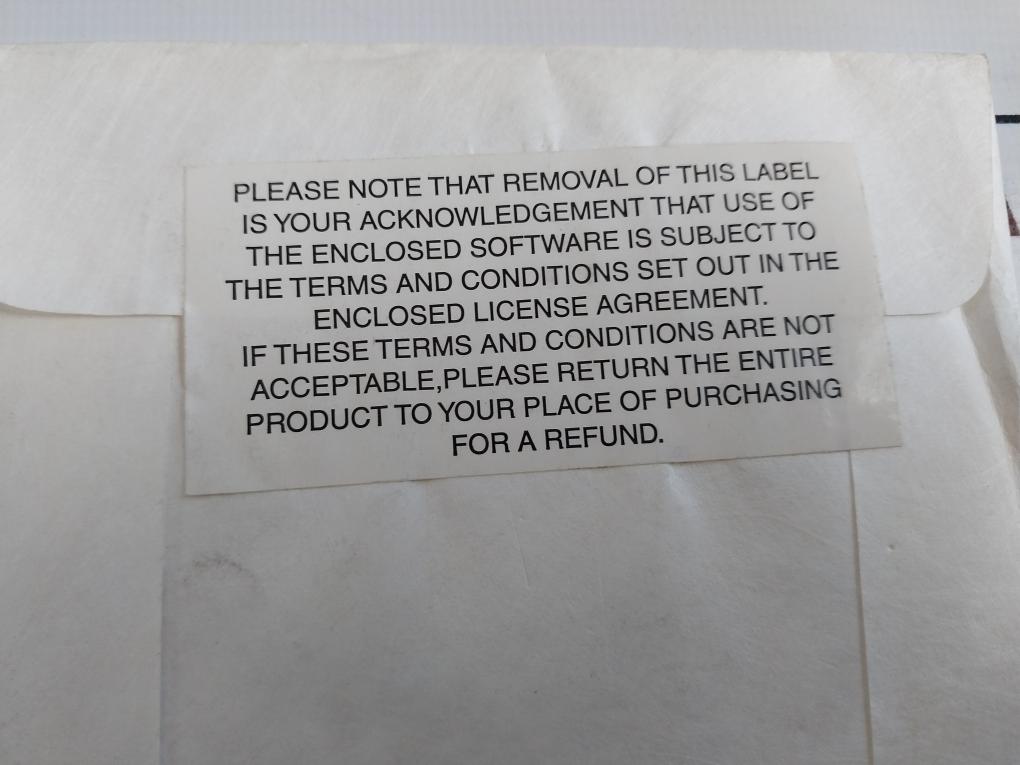 PLEASE NOTE THAT REMOVAL OF THIS LABEL
IS YOUR ACKNOWLEDGEMENT THAT USE OF
THE ENCLOSED SOFTWARE IS SUBJECT TO
THE TERMS AND CONDITIONS SET OUT IN THE
ENCLOSED LICENSE AGREEMENT.
IF THESE TERMS AND CONDITIONS ARE NOT
ACCEPTABLE,PLEASE RETURN THE ENTIRE
PRODUCT TO YOUR PLACE OF PURCHASING
FOR A REFUND.